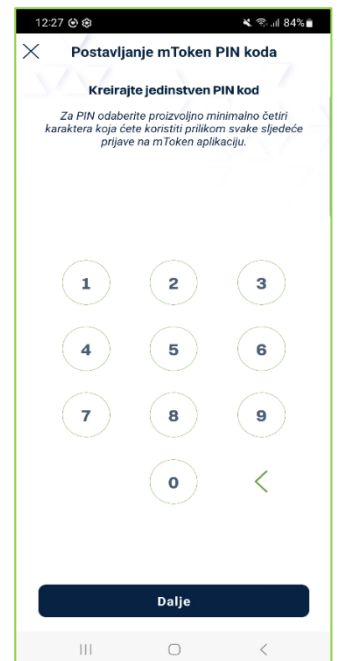 12:27 84%
Postavljanje mToken PIN koda
Kreirajte jedinstven PIN kod
Za PIN odaberite proizvoljno minimalno četiri
karaktera koja ćete koristiti prilikom svake sljedeće
prijave na mToken aplikaciju.
1 2 3
4 5 6
7 8 9
0
Dalje